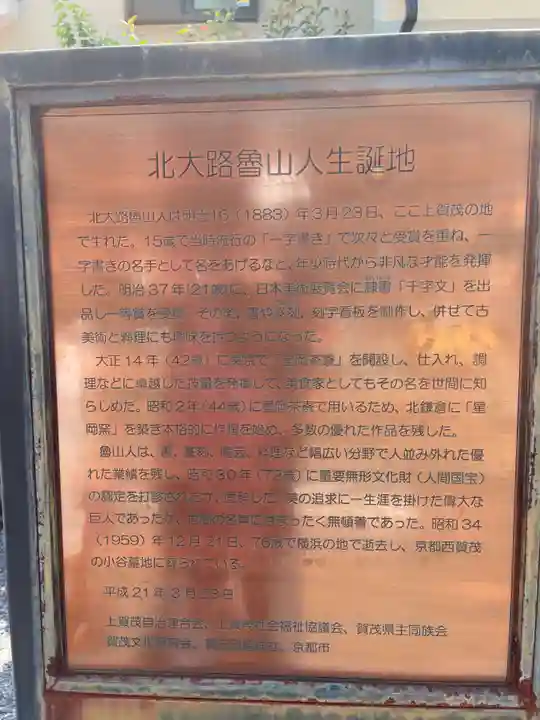 北大路魯山人生誕地
北大路魯山人は明治16（1883）年3月23日、ここ上賀茂の地
で生れた。15歳で当時流行の「一字書き」で次々と受賞を重ね、一
字書きの名手として名をあげるなど、年少時代から非凡な才能を発揮
した。明治37年（21歳）に、日本美術展覧会に隷書「千字文」を出
品し一等賞を受賞、その後、書や篆刻、刻字看板を制作し、併せて古
美術と料理にも興味を持つようになった。
大正14年（42歳）に東京で「星岡茶寮」を開設し、仕入れ、調
理などに卓越した技量を発揮して、美食家としてもその名を世間に知
らしめた。昭和2年（44歳）に星岡茶寮で用いるため、北鎌倉に「星
岡窯」を築き本格的に作陶を始め、多数の優れた作品を残した。
魯山人は、書、篆刻、陶芸、料理など幅広い分野で人並み外れた優
れた業績を残し、昭和30年（72歳）に重要無形文化財（人間国宝）
の認定を打診されたが、固辞した。美の追求に一生涯を掛けた偉大な
巨人であったが、世間の名声にはまったく無頓着であった。昭和34
（1959）年12月21日、76歳で横浜の地で逝去し、京都西賀茂
の小谷墓地に葬られている。
平成21年3月23日
上賀茂自治連合会、上賀茂社会福祉協議会、賀茂県主同族会
賀茂文化研究会、京都市